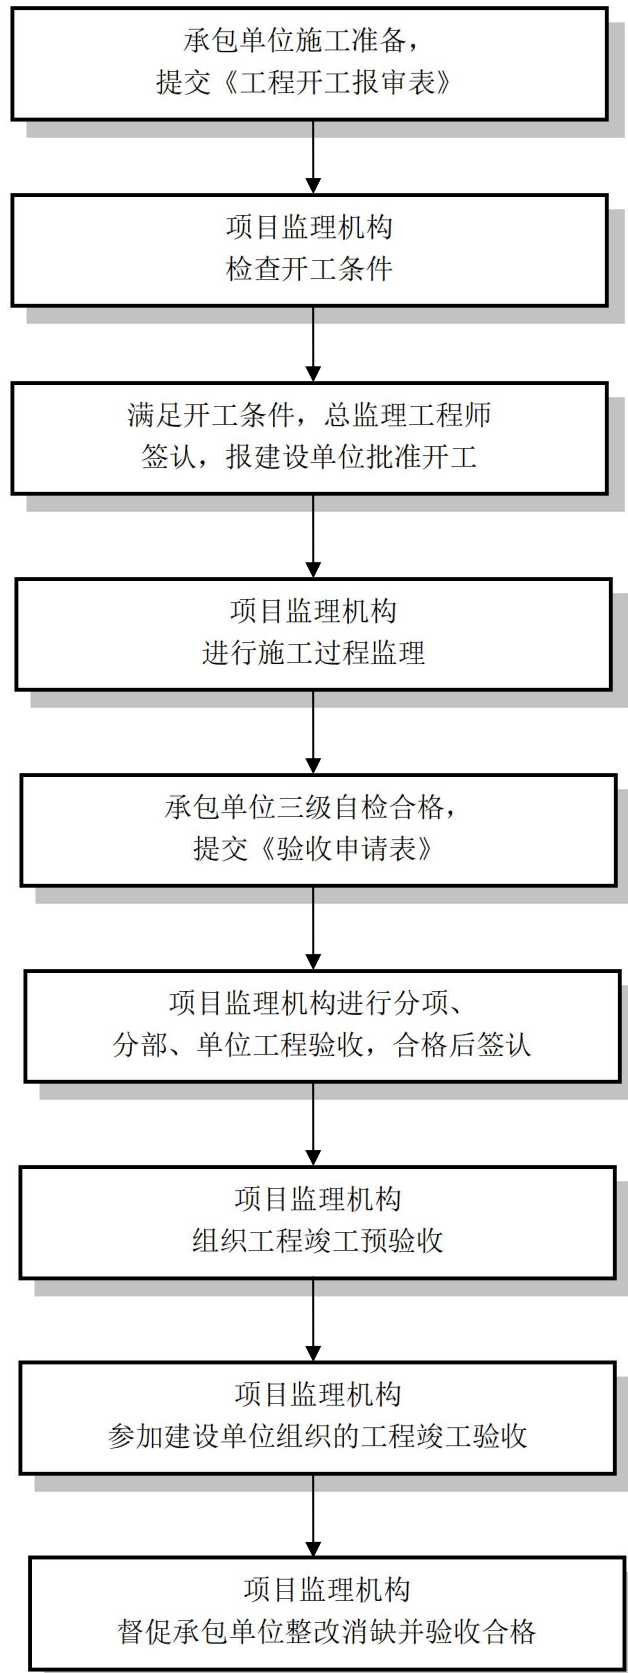 承包单位施工准备，
提交《工程开工报审表》
项目监理机构
检查开工条件
满足开工条件，总监理工程师
签认，报建设单位批准开工
项目监理机构
进行施工过程监理
承包单位三级自检合格，
提交《验收申请表》
项目监理机构进行分项、
分部、单位工程验收，合格后签认
项目监理机构
组织工程竣工预验收
项目监理机构
参加建设单位组织的工程竣工验收
项目监理机构
督促承包单位整改消缺并验收合格